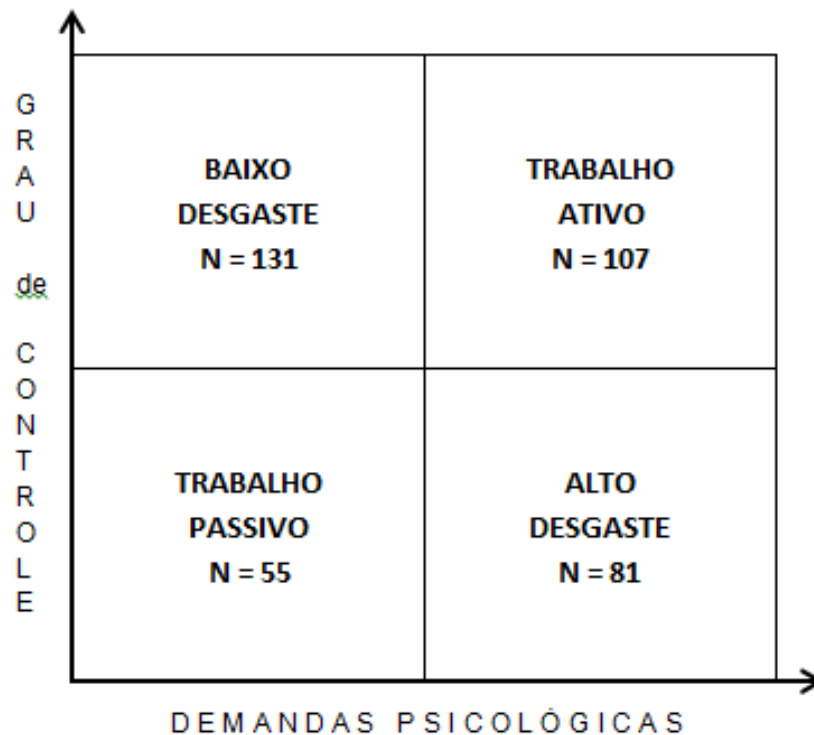 GRAU de CONTROLE
BAIXO
DESGASTE
N = 131
TRABALHO
ATIVO
N = 107
TRABALHO
PASSIVO
N = 55
ALTO
DESGASTE
N = 81
DEMANDAS PSICOLÓGICAS